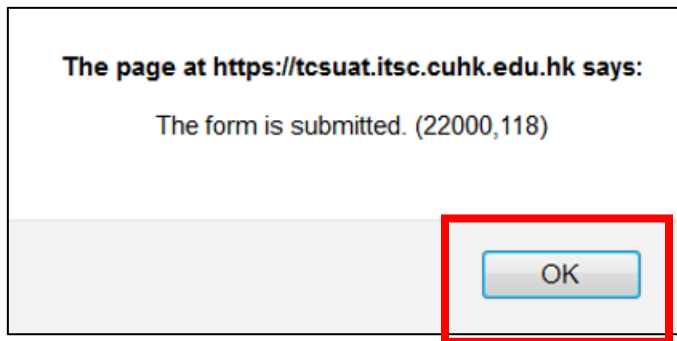 The page at https://tcsuat.itsc.cuhk.edu.hk says:
The form is submitted. (22000,118)
OK